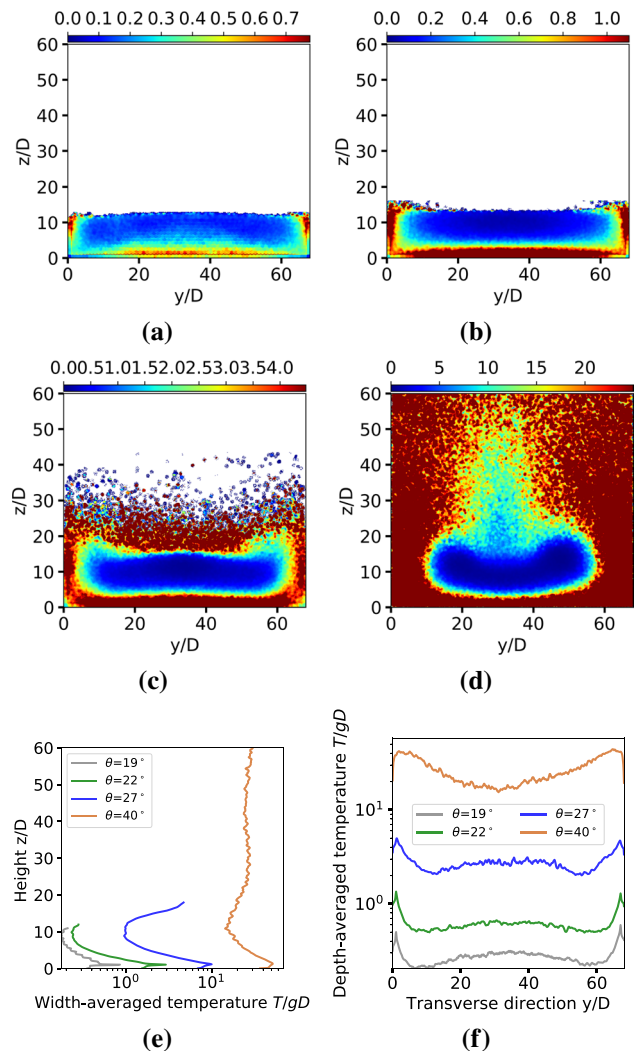 0.0 0.1 0.2 0.3 0.4 0.5 0.6 0.7
60
50
40
30
20
10
0
z/D
0 20 40 60
y/D
(a)
0.0 0.2 0.4 0.6 0.8 1.0
60
50
40
30
20
10
0
z/D
0 20 40 60
y/D
(b)
0.00.51.01.52.02.53.03.54.0
60
50
40
30
20
10
0
z/D
0 20 40 60
y/D
(c)
0 5 10 15 20
60
50
40
30
20
10
0
z/D
0 20 40 60
y/D
(d)
60
50
40
30
20
10
0
Height z/D
θ=19°
θ=22°
θ=27°
θ=40°
10⁰ 10¹
Width-averaged temperature T/gD
(e)
Depth-averaged temperature T/gD
10¹
10⁰
θ=19° θ=27°
θ=22° θ=40°
0 20 40 60
Transverse direction y/D
(f)